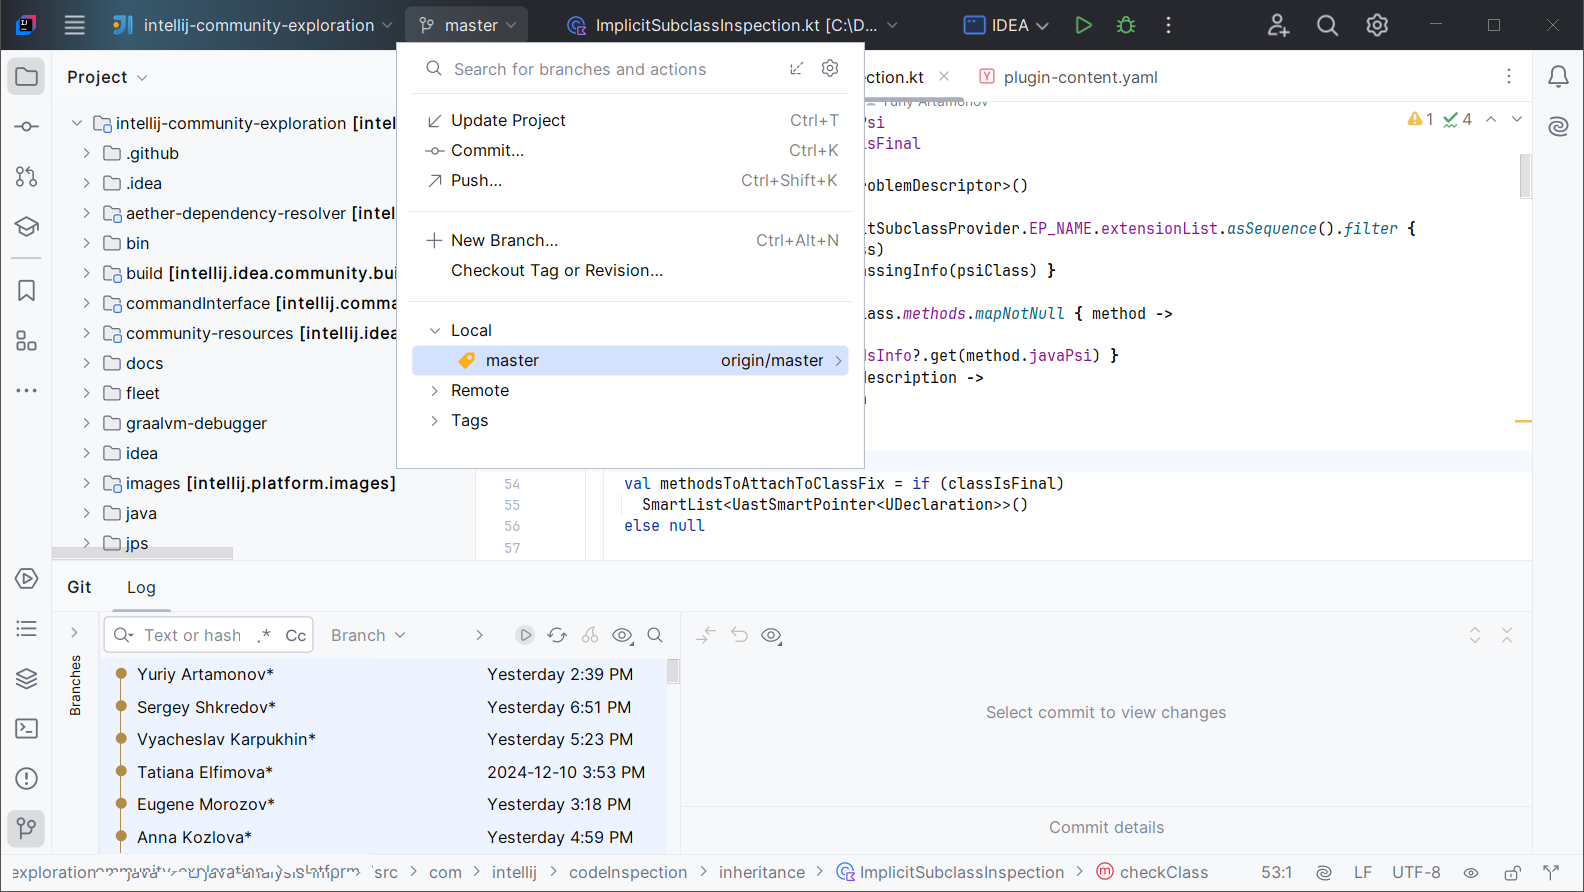 intellij-community-exploration
master
ImplicitSubclassInspection.kt [C:\D...
IDEA
Project
intellij-community-exploration [intel
.github
.idea
aether-dependency-resolver [intel
bin
build [intellij.idea.community.bui
commandInterface [intellij.comma
community-resources [intellij.idea
docs
fleet
graalvm-debugger
idea
images [intellij.platform.images]
java
jps
Search for branches and actions
Update Project Ctrl+T
Commit... Ctrl+K
Push... Ctrl+Shift+K
New Branch... Ctrl+Alt+N
Checkout Tag or Revision...
Local
master origin/master
Remote
Tags
ction.kt
plugin-content.yaml
Yuriy Artamonov
1 4
Psi
sFinal
oblemDescriptor>()
itSubclassProvider.EP_NAME.extensionList.asSequence().filter {
ss)
assingInfo(psiClass) }
ass.methods.mapNotNull { method ->
dsInfo?.get(method.javaPsi) }
description ->
54 val methodsToAttachToClassFix = if (classIsFinal)
55 SmartList<UastSmartPointer<UDeclaration>>()
56 else null
57
Git Log
Branches
Text or hash .* Cc Branch
Yuriy Artamonov* Yesterday 2:39 PM
Sergey Shkredov* Yesterday 6:51 PM
Vyacheslav Karpukhin* Yesterday 5:23 PM
Tatiana Elfimova* 2024-12-10 3:53 PM
Eugene Morozov* Yesterday 3:18 PM
Anna Kozlova* Yesterday 4:59 PM
Select commit to view changes
Commit details
src com intellij codeInspection inheritance ImplicitSubclassInspection checkClass 53:1 LF UTF-8